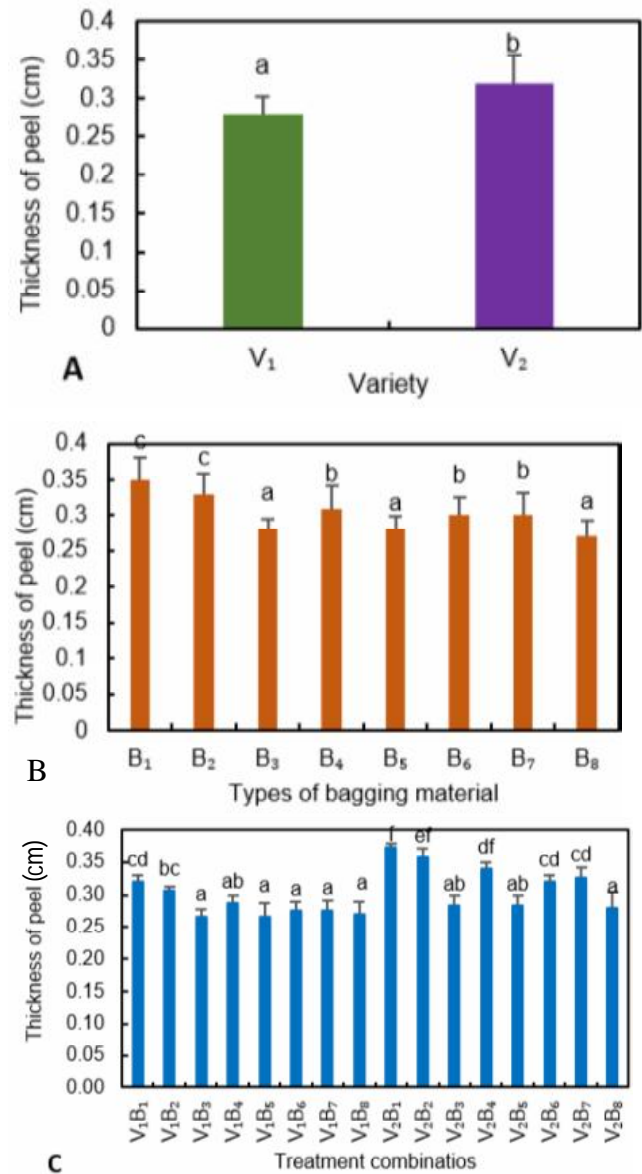 0.4
0.35
0.3
0.25
0.2
0.15
0.1
0.05
0
Thickness of peel (cm)
a
b
V₁
V₂
A
Variety
0.4
0.35
0.3
0.25
0.2
0.15
0.1
0.05
0
Thickness of peel (cm)
c
c
a
b
a
b
b
a
B₁ B₂ B₃ B₄ B₅ B₆ B₇ B₈
B
Types of bagging material
0.40
0.35
0.30
0.25
0.20
0.15
0.10
0.05
0.00
Thickness of peel (cm)
cd
bc
a
ab
a
a
a
a
f
ef
ab
df
ab
cd
cd
a
V₁B₁
V₁B₂
V₁B₃
V₁B₄
V₁B₅
V₁B₆
V₁B₇
V₁B₈
V₂B₁
V₂B₂
V₂B₃
V₂B₄
V₂B₅
V₂B₆
V₂B₇
V₂B₈
C
Treatment combinatios